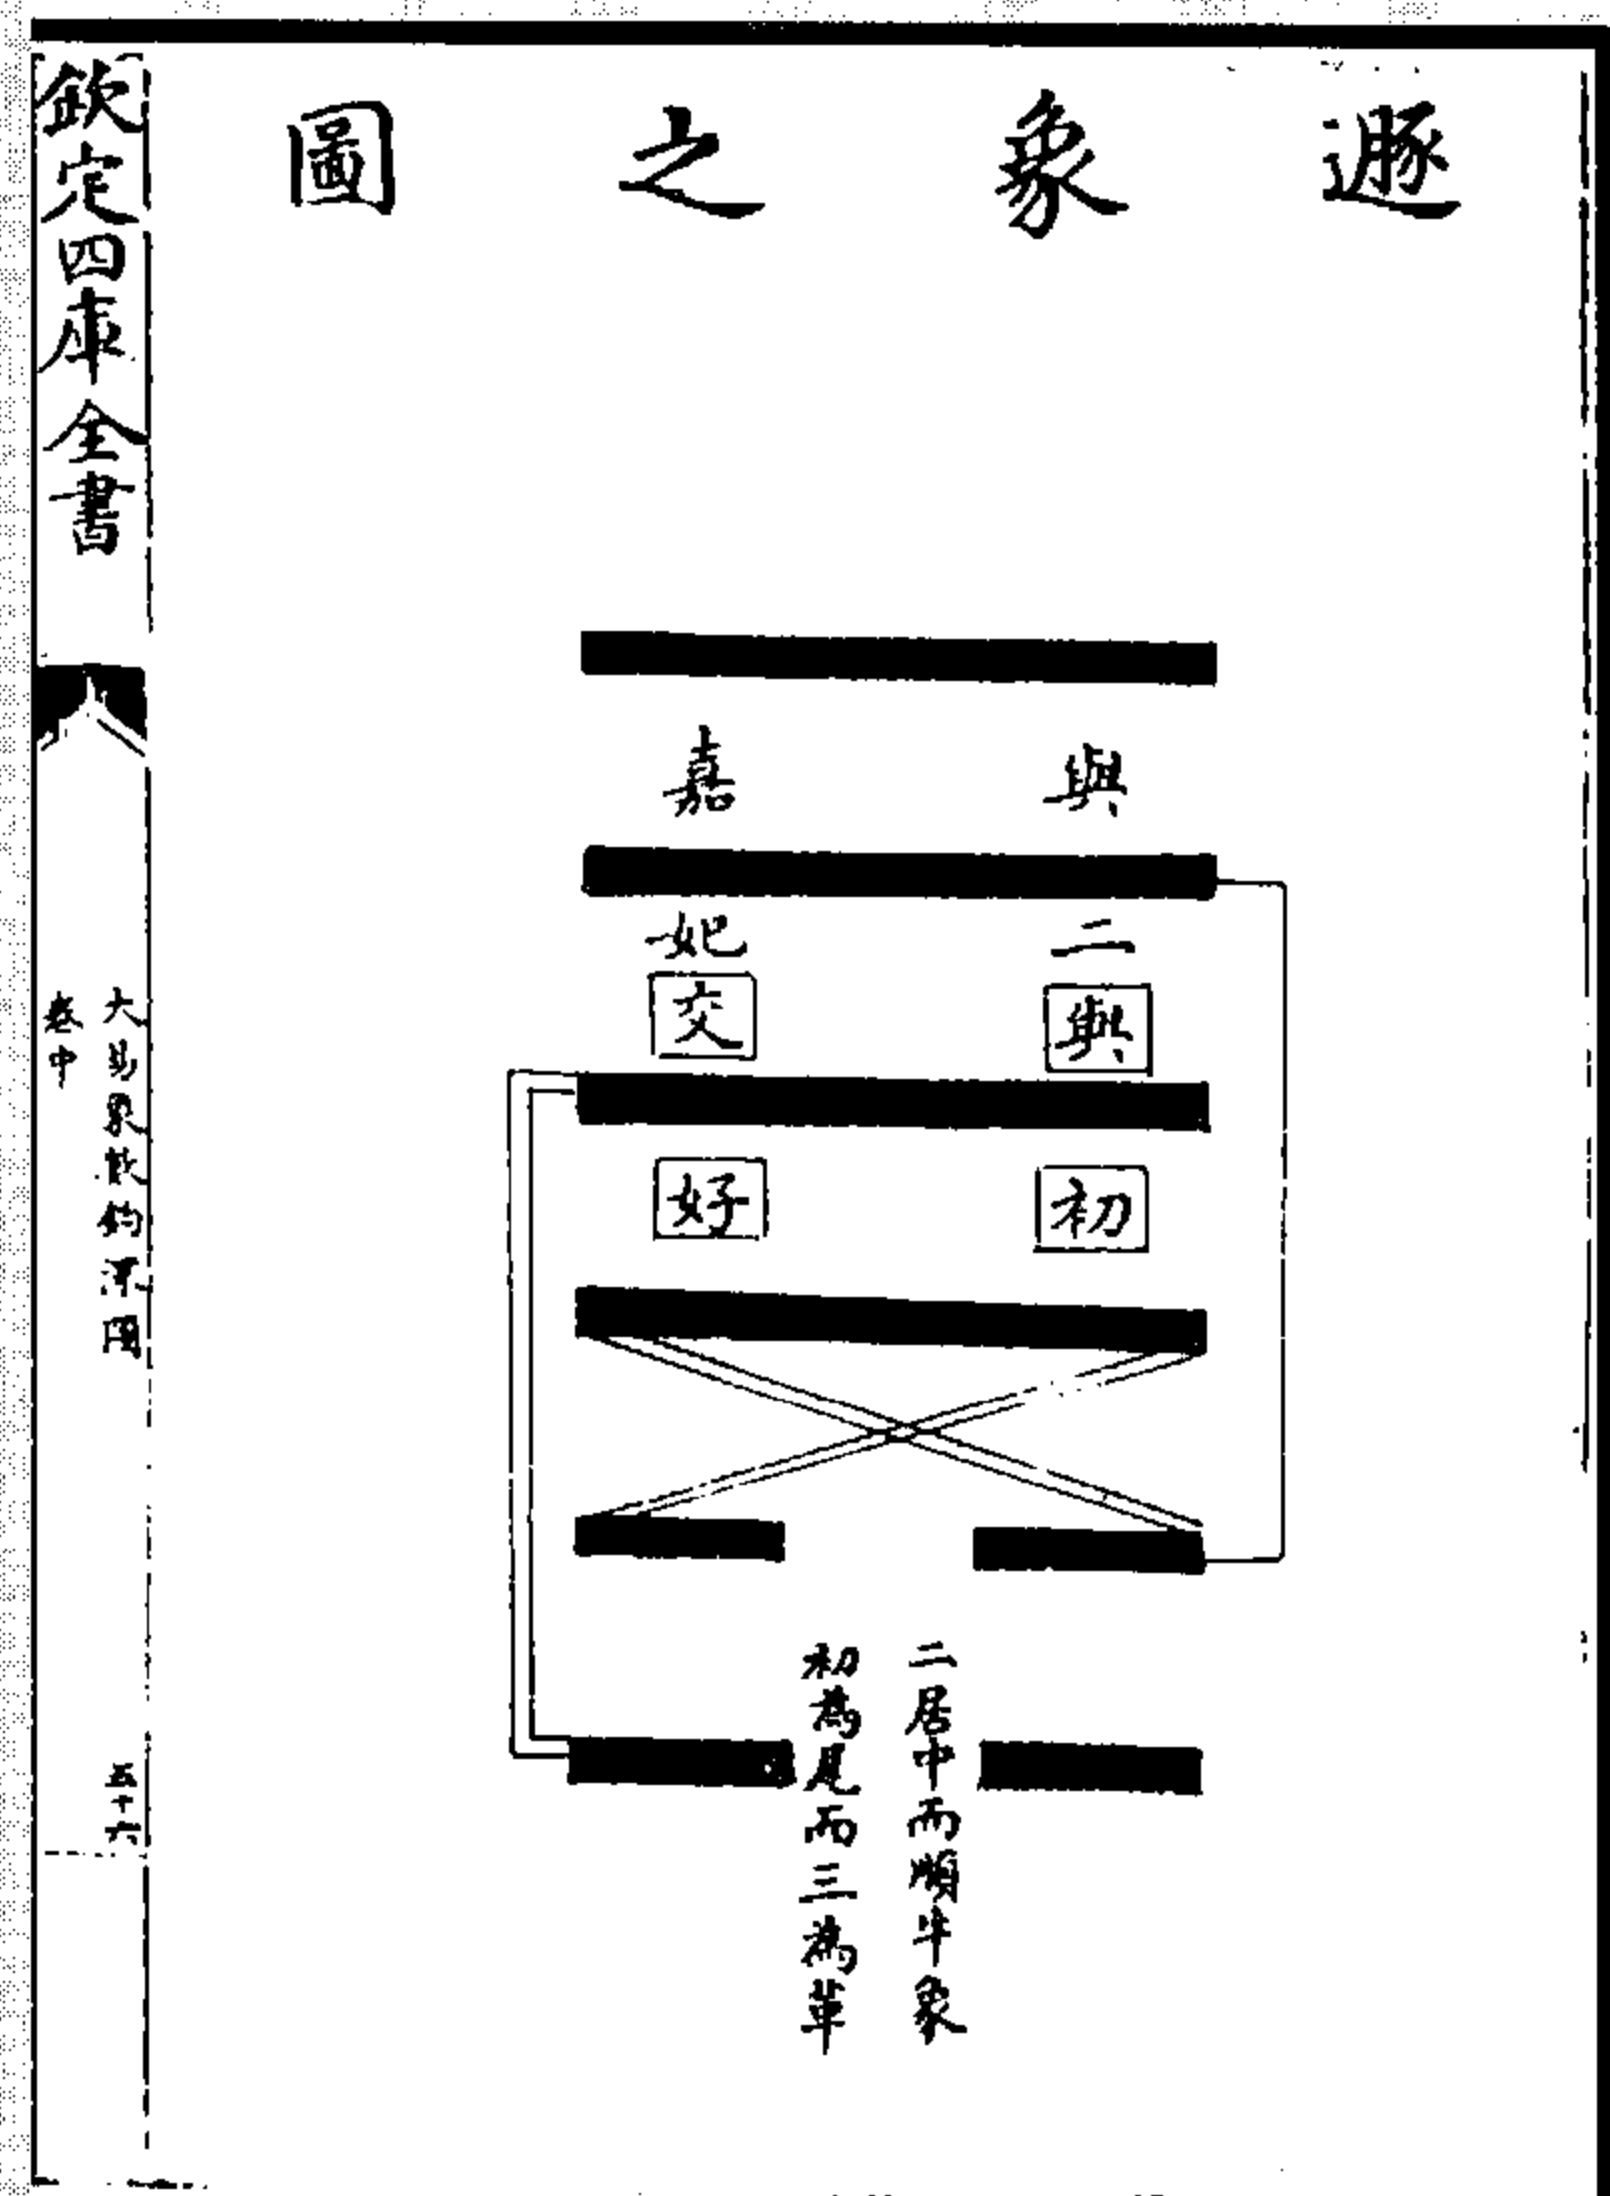 遯象之圖
與二
嘉妃
與
初
交
好
二居中而順牛象
初為尾而三為革
欽定四庫全書
大易象數鈎深圖
卷中
五十六